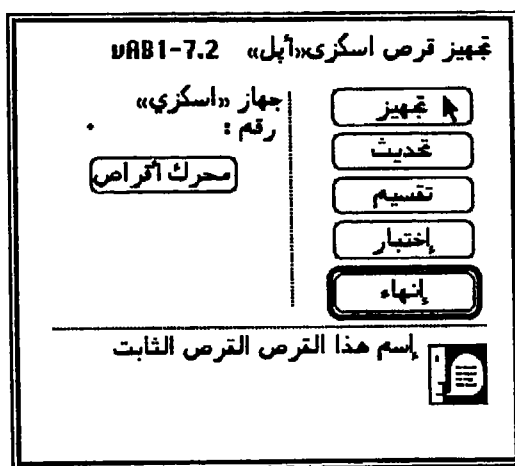 تجهيز قرص اسكزى«أبل» vAB1-7.2
تجهيز
تحديث
تقسيم
إختبار
إنهاء
جهاز «اسكزي»
رقم :
محرك أقراص
إسم هذا القرص القرص الثابت